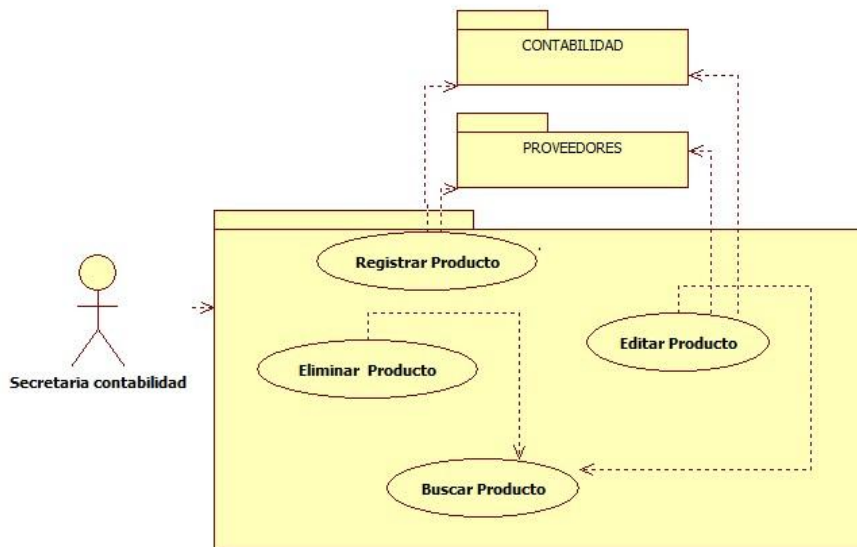 CONTABILIDAD
PROVEEDORES
Registrar Producto
Editar Producto
Eliminar Producto
Secretaria contabilidad
Buscar Producto